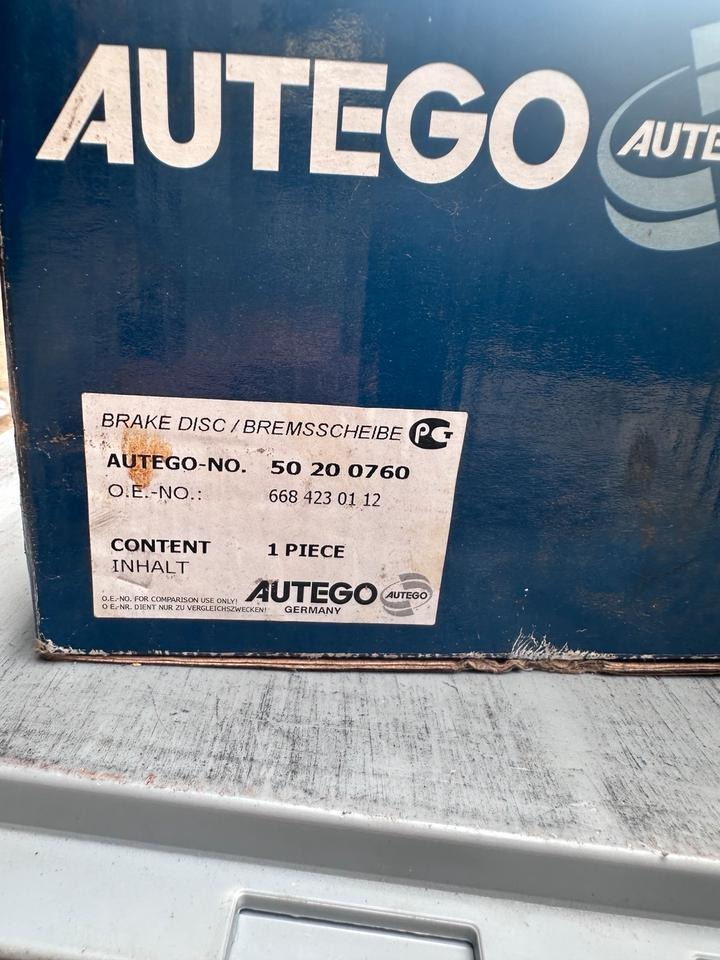 AUTEGO
AUTE
BRAKE DISC / BREMSSCHEIBE
AUTEGO-NO. 50 20 0760
O.E.-NO.: 668 423 01 12
CONTENT 1 PIECE
INHALT
O.E.-NO. FOR COMPARISON USE ONLY!
O E.-NR. DIENT NUR ZU VERGLEICHSZWECKEN!
AUTEGO AUTEGO
GERMANY